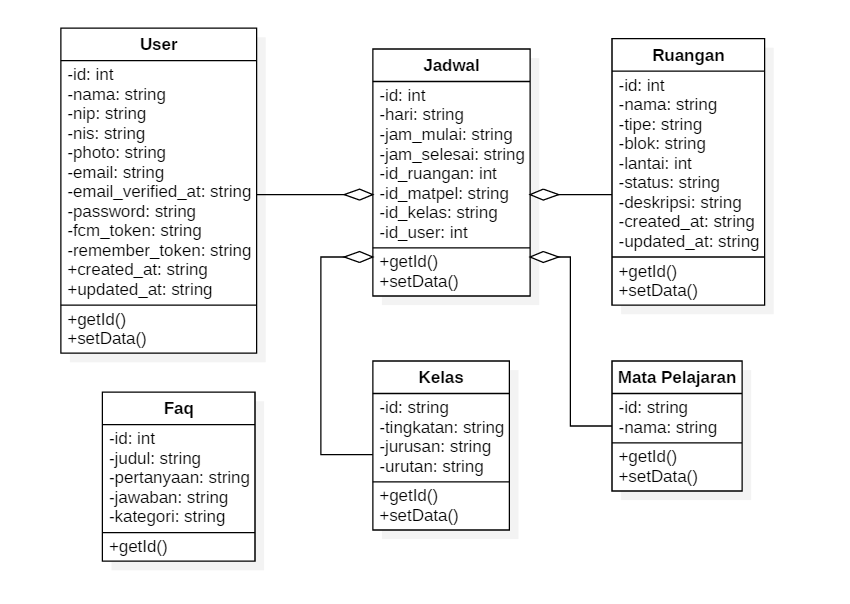 User
-id: int
-nama: string
-nip: string
-nis: string
-photo: string
-email: string
-email_verified_at: string
-password: string
-fcm_token: string
-remember_token: string
+created_at: string
+updated_at: string
+getId()
+setData()
Jadwal
-id: int
-hari: string
-jam_mulai: string
-jam_selesai: string
-id_ruangan: int
-id_matpel: string
-id_kelas: string
-id_user: int
+getId()
+setData()
Ruangan
-id: int
-nama: string
-tipe: string
-blok: string
-lantai: int
-status: string
-deskripsi: string
-created_at: string
-updated_at: string
+getId()
+setData()
Faq
-id: int
-judul: string
-pertanyaan: string
-jawaban: string
-kategori: string
+getId()
Kelas
-id: string
-tingkatan: string
-jurusan: string
-urutan: string
+getId()
+setData()
Mata Pelajaran
-id: string
-nama: string
+getId()
+setData()